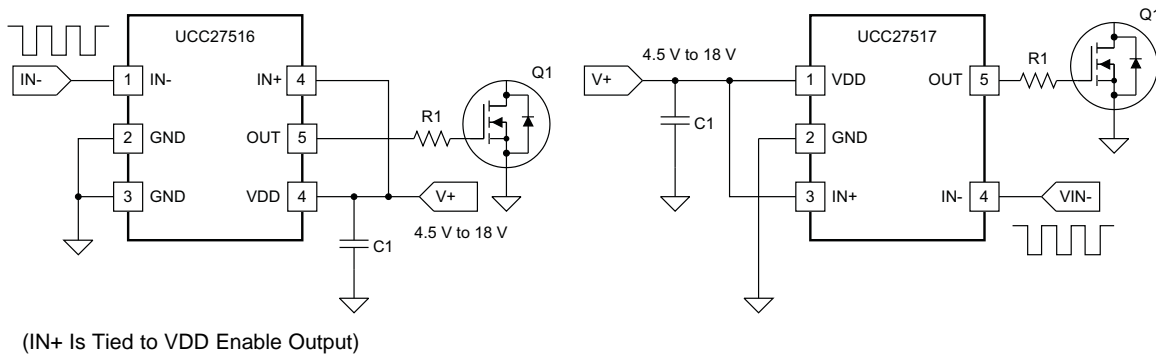 UCC27516
IN-
1
IN-
IN+
4
Q1
2
GND
OUT
5
R1
3
GND
VDD
4
V+
4.5 V to 18 V
C1
(IN+ Is Tied to VDD Enable Output)
UCC27517
4.5 V to 18 V
V+
1
VDD
OUT
5
R1
Q1
C1
2
GND
3
IN+
IN-
4
VIN-